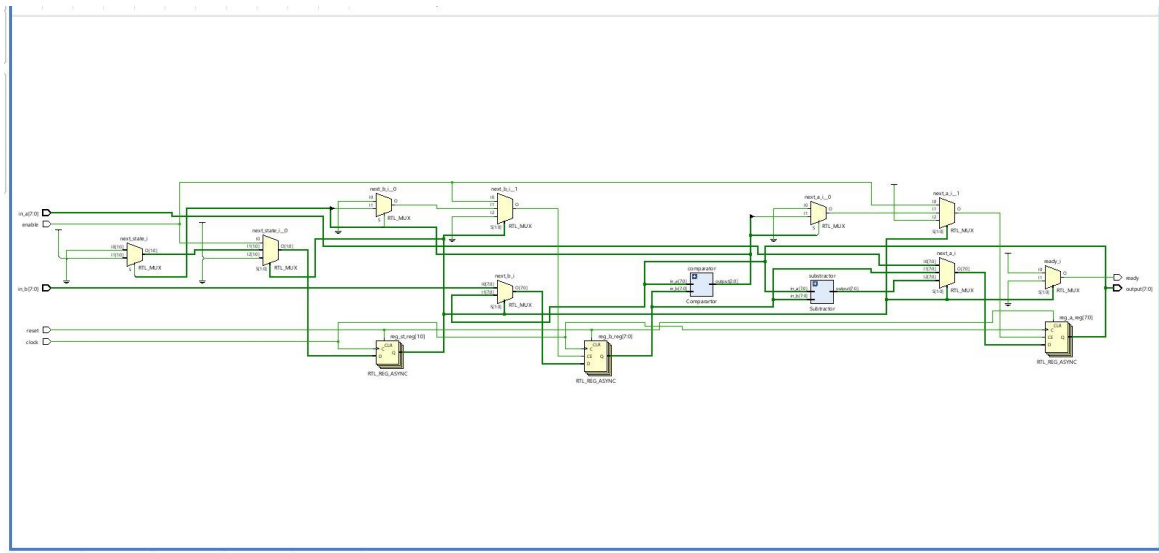 next_b_i__0
I0
I1
O
S
RTL_MUX
next_b_i__1
I0
I1
I2
O
S[1:0]
RTL_MUX
next_a_i__0
I0
I1
O
S
RTL_MUX
next_a_i__1
I0
I1
I2
O
S[1:0]
RTL_MUX
in_a[7:0]
enable
next_state_i
I0[1:0]
I1[1:0]
O[1:0]
S
RTL_MUX
next_state_i__0
I0
I1[1:0]
I2[1:0]
O[1:0]
S[1:0]
RTL_MUX
in_b[7:0]
next_b_i
I0[7:0]
I1[7:0]
O[7:0]
S[1:0]
RTL_MUX
comparator
in_a[7:0]
in_b[7:0]
output[2:1]
Comparartor
substractor
in_a[7:0]
in_b[7:0]
output[7:0]
Substractor
next_a_i
I0[7:0]
I1[7:0]
I2[7:0]
O[7:0]
S[1:0]
RTL_MUX
ready_i
I0
I1
O
S[1:0]
RTL_MUX
ready
output[7:0]
reset
clock
reg_st_reg[1:0]
CLR
C
D
Q
RTL_REG_ASYNC
reg_b_reg[7:0]
CLR
C
CE
D
Q
RTL_REG_ASYNC
reg_a_reg[7:0]
CLR
C
CE
D
Q
RTL_REG_ASYNC